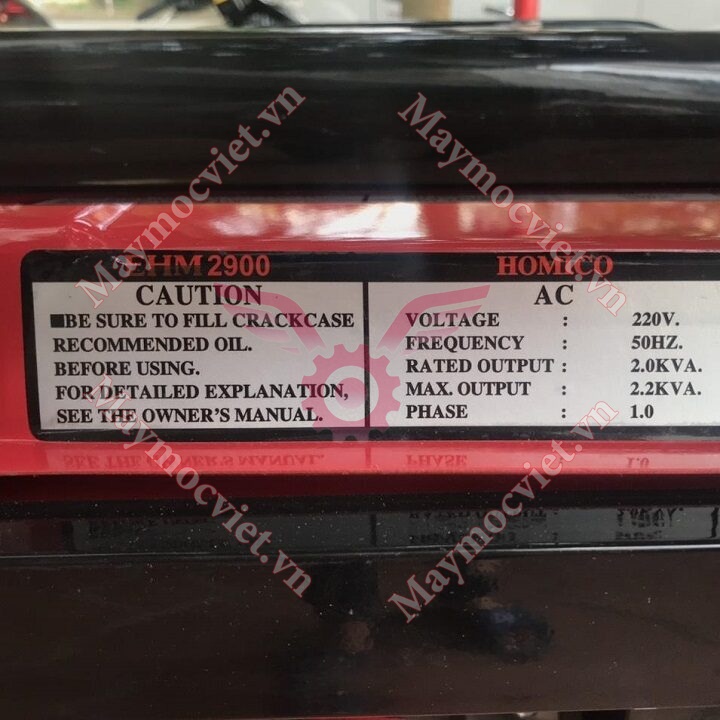 EHM 2900
CAUTION
■BE SURE TO FILL CRACKCASE
RECOMMENDED OIL.
BEFORE USING.
FOR DETAILED EXPLANATION,
SEE THE OWNER'S MANUAL.
HOMICO
AC
VOLTAGE : 220V.
FREQUENCY : 50HZ.
RATED OUTPUT : 2.0KVA.
MAX. OUTPUT : 2.2KVA.
PHASE : 1.0
Maymocviet.vn
Maymocviet.vn
Maymocviet.vn
Maymocviet.vn
Maymocviet.vn
Maymocviet.vn